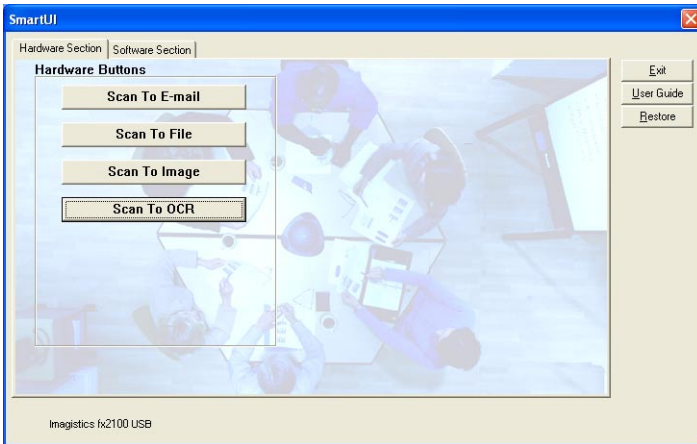 SmartUI
Hardware Section Software Section
Hardware Buttons
Scan To E-mail
Scan To File
Scan To Image
Scan To OCR
Exit
User Guide
Restore
Imagistics fx2100 USB